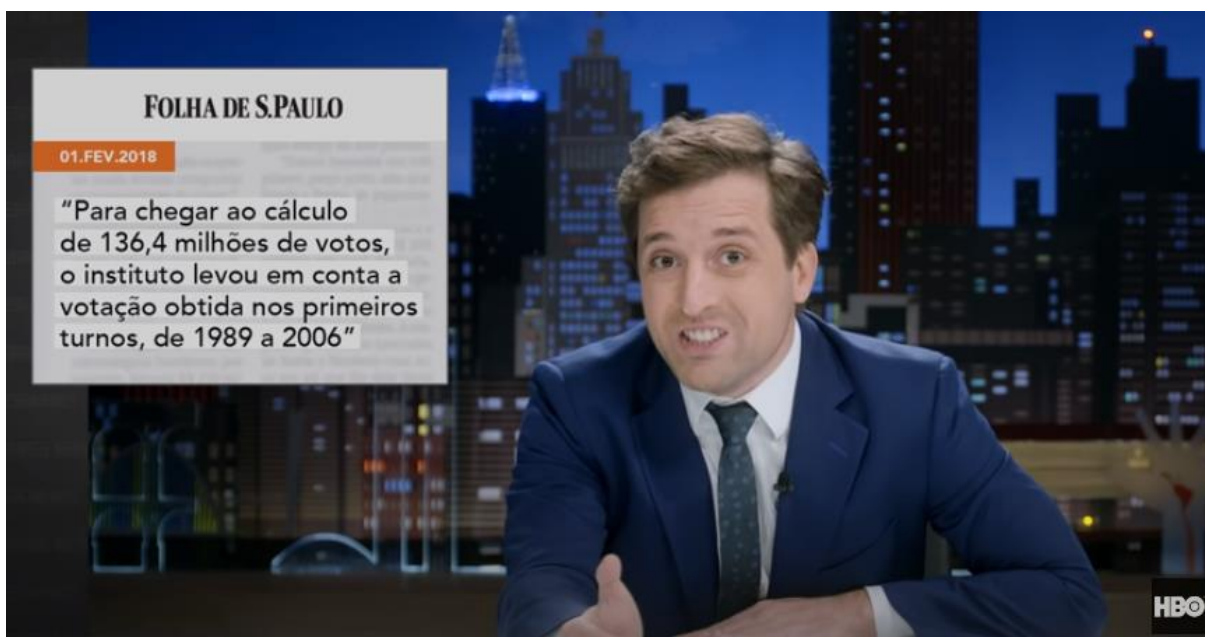 FOLHA DE S.PAULO
01.FEV.2018
“Para chegar ao cálculo
de 136,4 milhões de votos,
o instituto levou em conta a
votação obtida nos primeiros
turnos, de 1989 a 2006”
HBO